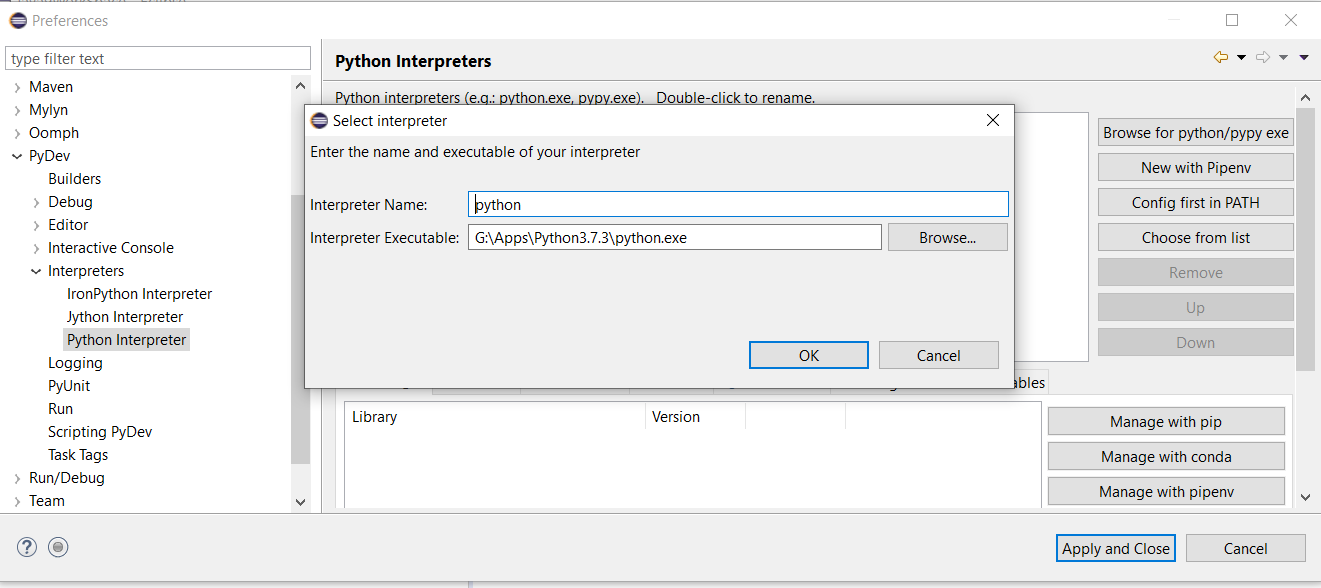 Preferences
type filter text
Maven
Mylyn
Oomph
PyDev
Builders
Debug
Editor
Interactive Console
Interpreters
IronPython Interpreter
Jython Interpreter
Python Interpreter
Logging
PyUnit
Run
Scripting PyDev
Task Tags
Run/Debug
Team
Python Interpreters
Python interpreters (e.g.: python.exe, pypy.exe). Double-click to rename.
Select interpreter
Enter the name and executable of your interpreter
Interpreter Name: python
Interpreter Executable: G:\Apps\Python3.7.3\python.exe Browse...
OK Cancel
Browse for python/pypy exe
New with Pipenv
Config first in PATH
Choose from list
Remove
Up
Down
Library Version
Manage with pip
Manage with conda
Manage with pipenv
? Apply and Close Cancel